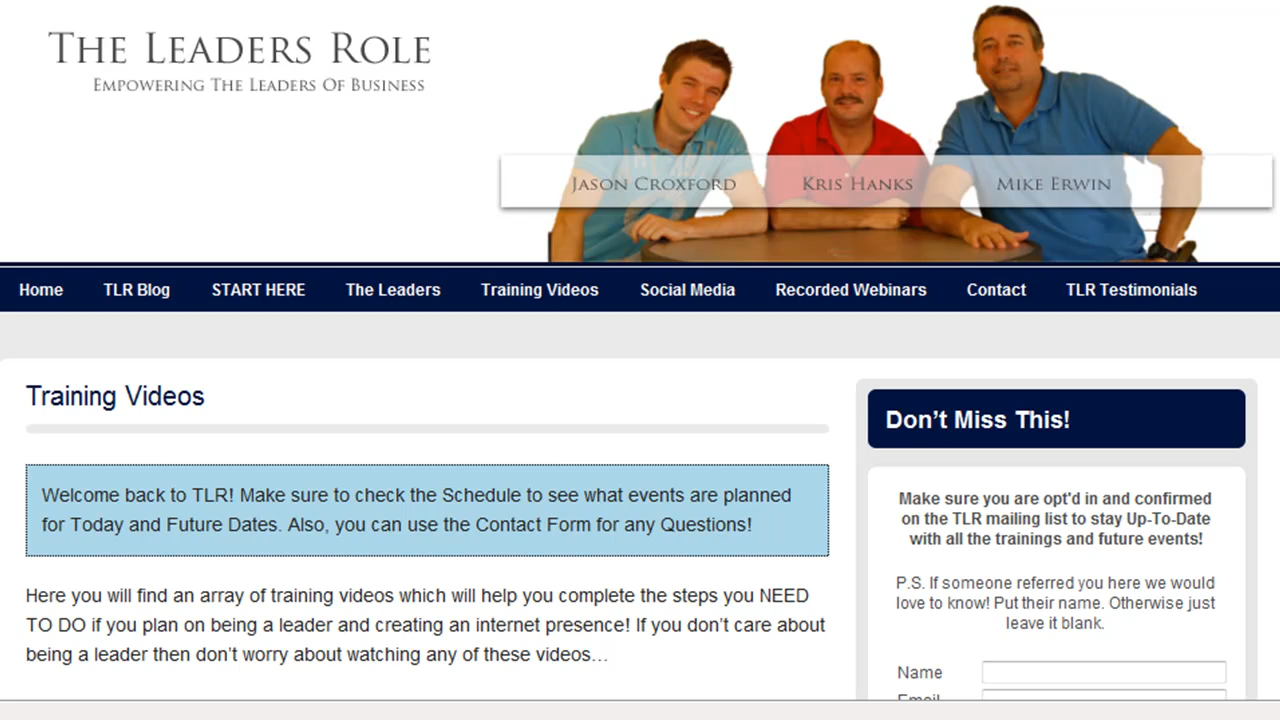 The Leaders Role
Empowering The Leaders Of Business
Jason Croxford Kris Hanks Mike Erwin
Home TLR Blog START HERE The Leaders Training Videos Social Media Recorded Webinars Contact TLR Testimonials
Training Videos
Welcome back to TLR! Make sure to check the Schedule to see what events are planned
for Today and Future Dates. Also, you can use the Contact Form for any Questions!
Here you will find an array of training videos which will help you complete the steps you NEED
TO DO if you plan on being a leader and creating an internet presence! If you don’t care about
being a leader then don’t worry about watching any of these videos…
Don’t Miss This!
Make sure you are opt'd in and confirmed
on the TLR mailing list to stay Up-To-Date
with all the trainings and future events!
P.S. If someone referred you here we would
love to know! Put their name. Otherwise just
leave it blank.
Name
Email